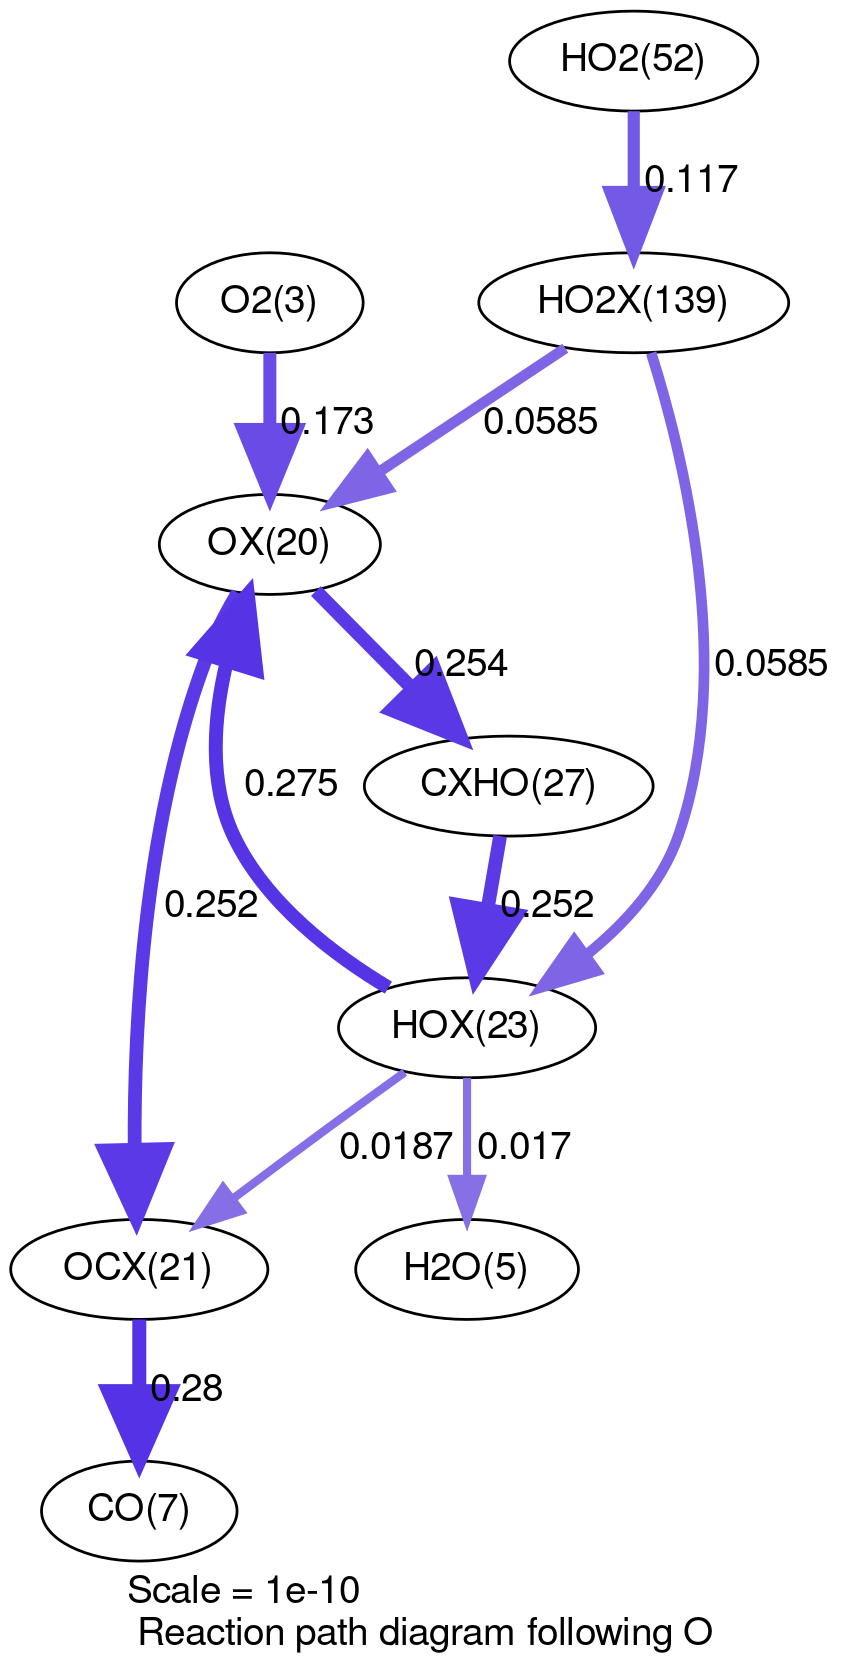 HO2(52)
0.117
O2(3)
HO2X(139)
0.173
0.0585
OX(20)
0.254
0.0585
CXHO(27)
0.275
0.252
0.252
HOX(23)
0.0187
0.017
OCX(21)
H2O(5)
0.28
CO(7)
Scale = 1e-10
Reaction path diagram following O